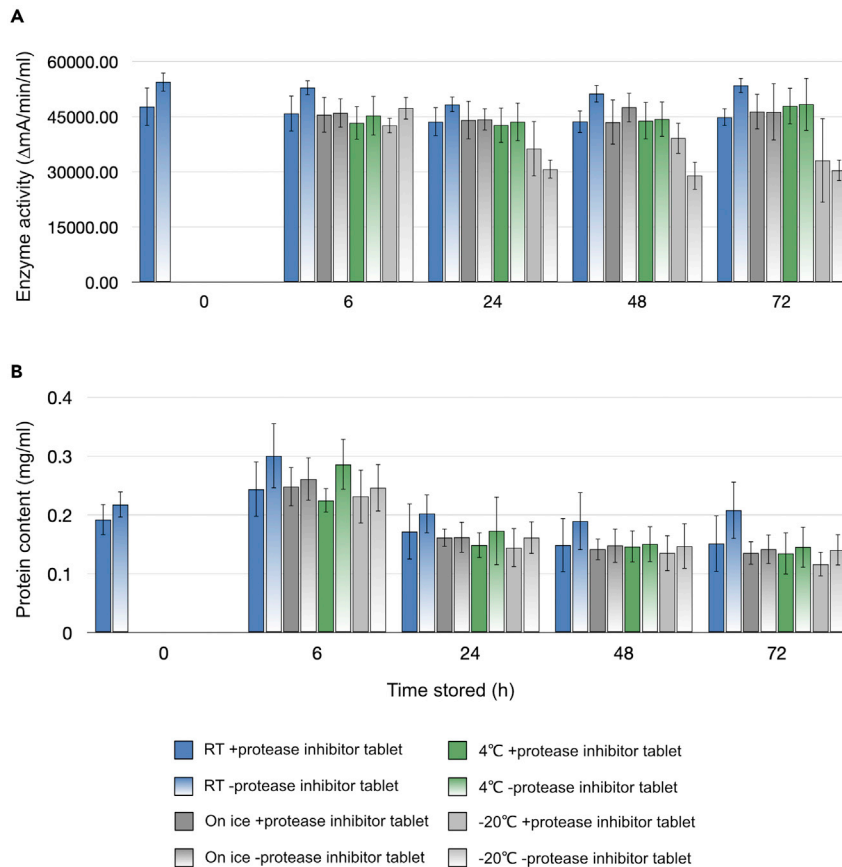 A
Enzyme activity (ΔmA/min/ml)
60000.00
45000.00
30000.00
15000.00
0.00
0 6 24 48 72
B
Protein content (mg/ml)
0.4
0.3
0.2
0.1
0
0 6 24 48 72
Time stored (h)
RT +protease inhibitor tablet
RT -protease inhibitor tablet
On ice +protease inhibitor tablet
On ice -protease inhibitor tablet
4℃ +protease inhibitor tablet
4℃ -protease inhibitor tablet
-20℃ +protease inhibitor tablet
-20℃ -protease inhibitor tablet